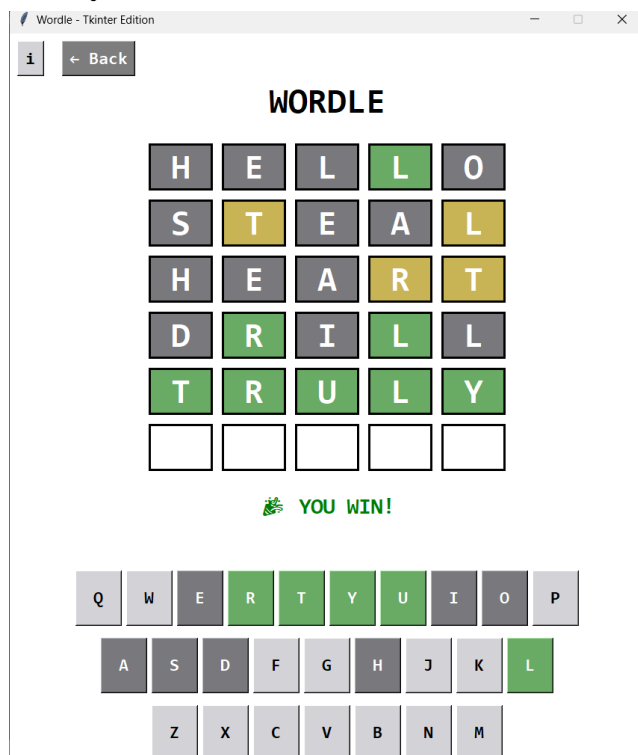 Wordle - Tkinter Edition
i ← Back
WORDLE
H E L L O
S T E A L
H E A R T
D R I L L
T R U L Y
🎉 YOU WIN!
Q W E R T Y U I O P
A S D F G H J K L
Z X C V B N M